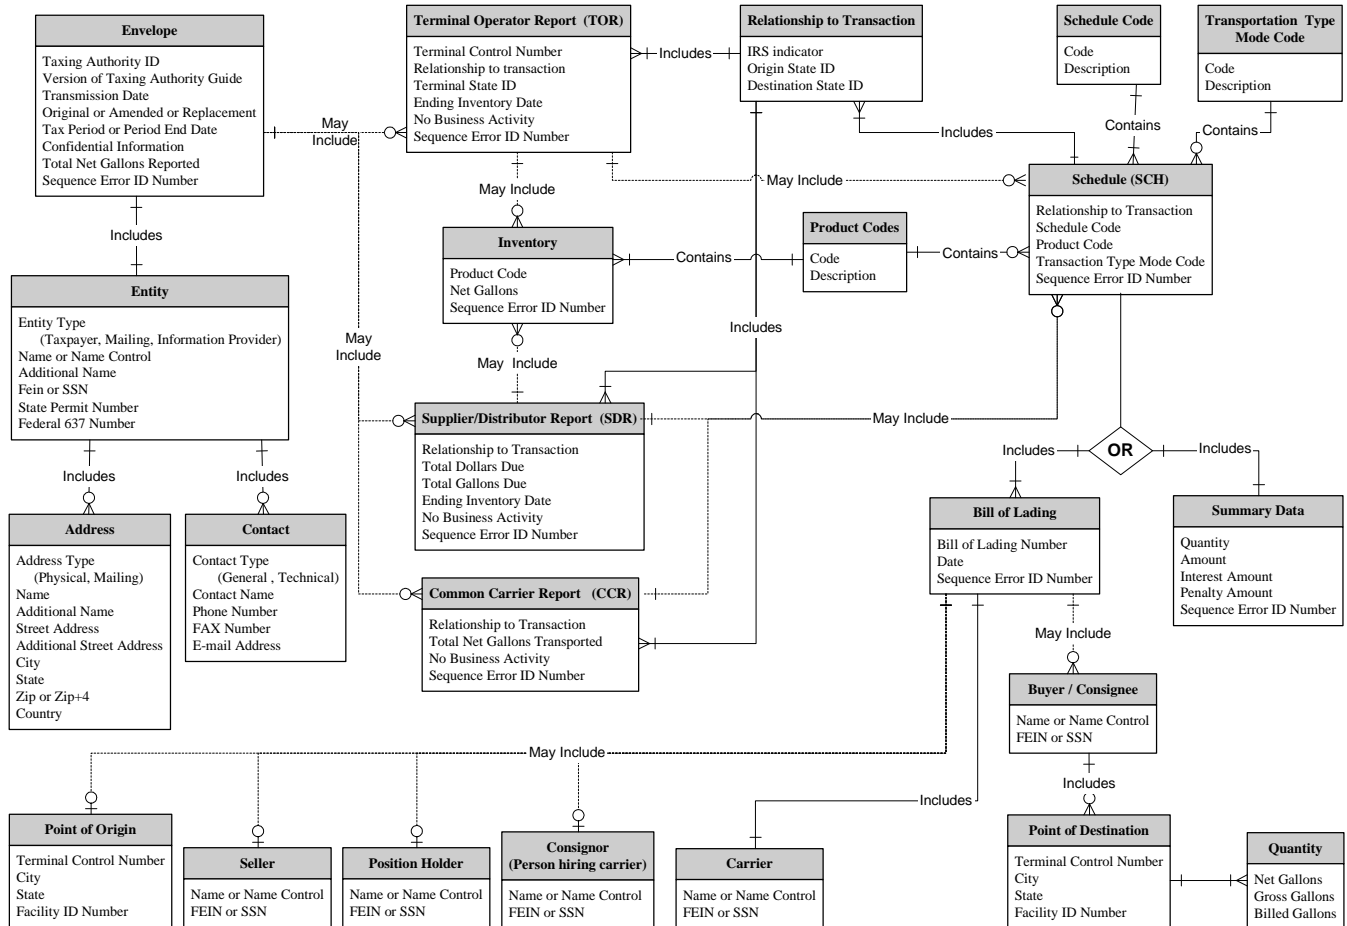 Envelope
Taxing Authority ID
Version of Taxing Authority Guide
Transmission Date
Original or Amended or Replacement
Tax Period or Period End Date
Confidential Information
Total Net Gallons Reported
Sequence Error ID Number
May
Include
Terminal Operator Report (TOR)
Terminal Control Number
Relationship to transaction
Terminal State ID
Ending Inventory Date
No Business Activity
Sequence Error ID Number
Includes
Relationship to Transaction
IRS indicator
Origin State ID
Destination State ID
Schedule Code
Code
Description
Transportation Type
Mode Code
Code
Description
Includes
Contains
Contains
May Include
May Include
Schedule (SCH)
Relationship to Transaction
Schedule Code
Product Code
Transaction Type Mode Code
Sequence Error ID Number
Includes
Inventory
Product Code
Net Gallons
Sequence Error ID Number
Contains
Product Codes
Code
Description
Contains
Entity
Entity Type
(Taxpayer, Mailing, Information Provider)
Name or Name Control
Additional Name
Fein or SSN
State Permit Number
Federal 637 Number
May
Include
Includes
May Include
Supplier/Distributor Report (SDR)
Relationship to Transaction
Total Dollars Due
Total Gallons Due
Ending Inventory Date
No Business Activity
Sequence Error ID Number
May Include
Includes
OR
Includes
Includes
Includes
Address
Address Type
(Physical, Mailing)
Name
Additional Name
Street Address
Additional Street Address
City
State
Zip or Zip+4
Country
Contact
Contact Type
(General , Technical)
Contact Name
Phone Number
FAX Number
E-mail Address
Common Carrier Report (CCR)
Relationship to Transaction
Total Net Gallons Transported
No Business Activity
Sequence Error ID Number
Bill of Lading
Bill of Lading Number
Date
Sequence Error ID Number
Summary Data
Quantity
Amount
Interest Amount
Penalty Amount
Sequence Error ID Number
May Include
Buyer / Consignee
Name or Name Control
FEIN or SSN
May Include
Includes
Includes
Point of Origin
Terminal Control Number
City
State
Facility ID Number
Seller
Name or Name Control
FEIN or SSN
Position Holder
Name or Name Control
FEIN or SSN
Consignor
(Person hiring carrier)
Name or Name Control
FEIN or SSN
Carrier
Name or Name Control
FEIN or SSN
Point of Destination
Terminal Control Number
City
State
Facility ID Number
Quantity
Net Gallons
Gross Gallons
Billed Gallons